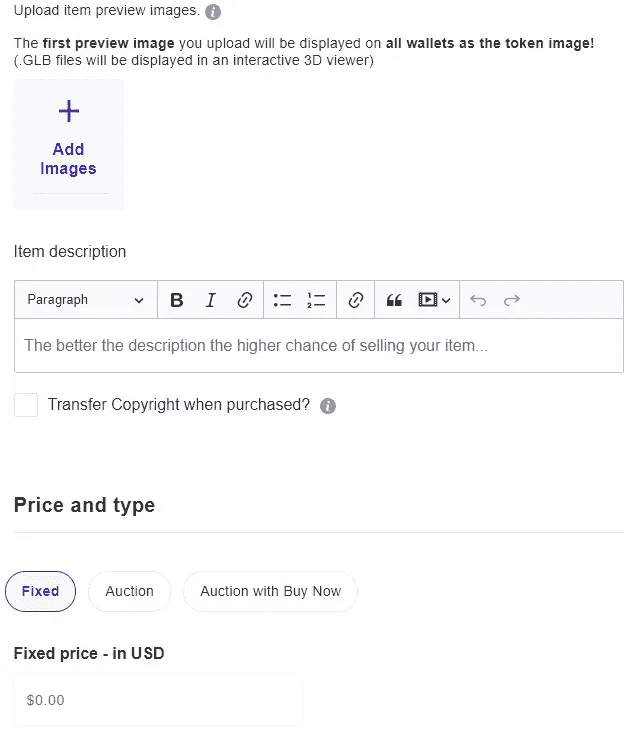 Upload item preview images. i
The first preview image you upload will be displayed on all wallets as the token image!
(.GLB files will be displayed in an interactive 3D viewer)
+
Add
Images
Item description
Paragraph B I
The better the description the higher chance of selling your item...
Transfer Copyright when purchased? i
Price and type
Fixed Auction Auction with Buy Now
Fixed price - in USD
$0.00